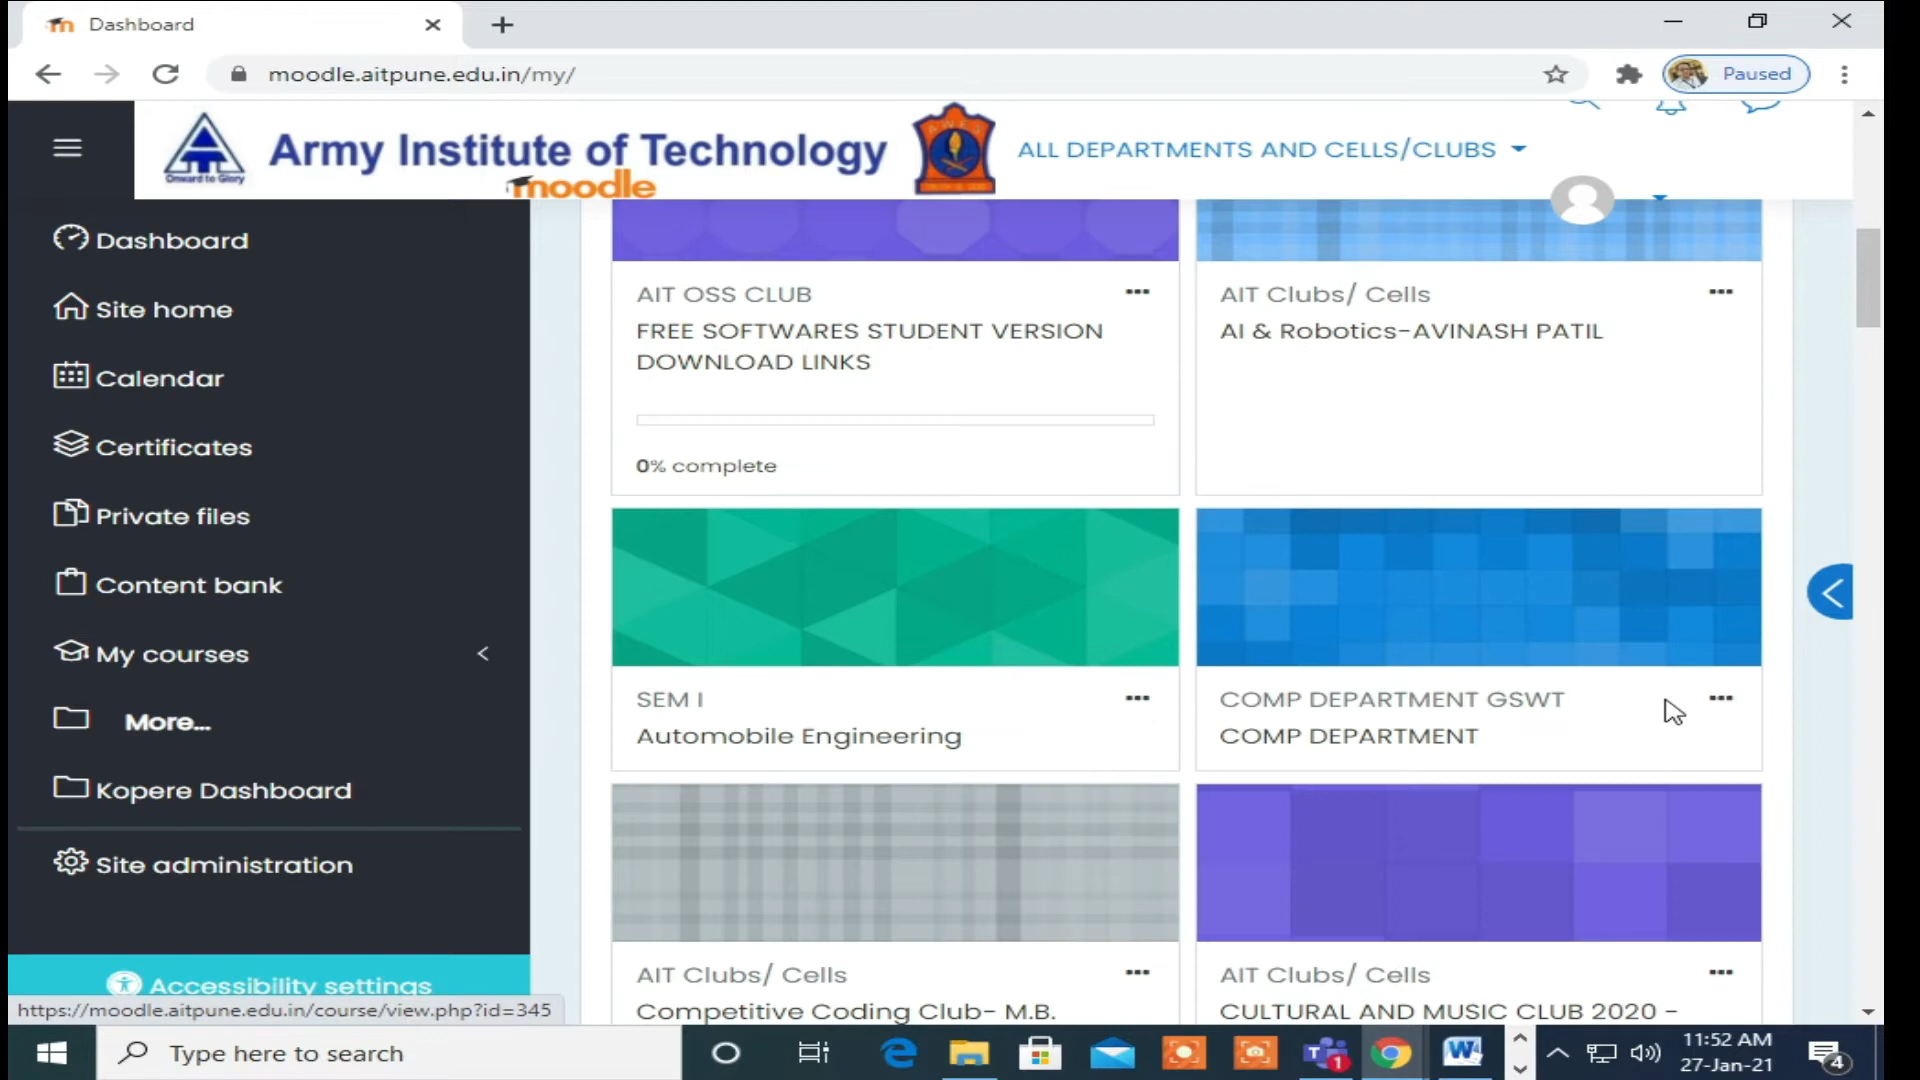 Dashboard
moodle.aitpune.edu.in/my/
Paused
Army Institute of Technology
Onward to Glory
moodle
ALL DEPARTMENTS AND CELLS/CLUBS
Dashboard
Site home
Calendar
Certificates
Private files
Content bank
My courses
More...
Kopere Dashboard
Site administration
Accessibility settings
AIT OSS CLUB
FREE SOFTWARES STUDENT VERSION
DOWNLOAD LINKS
0% complete
AIT Clubs/ Cells
AI & Robotics-AVINASH PATIL
SEM I
Automobile Engineering
COMP DEPARTMENT GSWT
COMP DEPARTMENT
AIT Clubs/ Cells
Competitive Coding Club- M.B.
AIT Clubs/ Cells
CULTURAL AND MUSIC CLUB 2020 -
https://moodle.aitpune.edu.in/course/view.php?id=345
Type here to search
1
W
11:52 AM
27-Jan-21
4